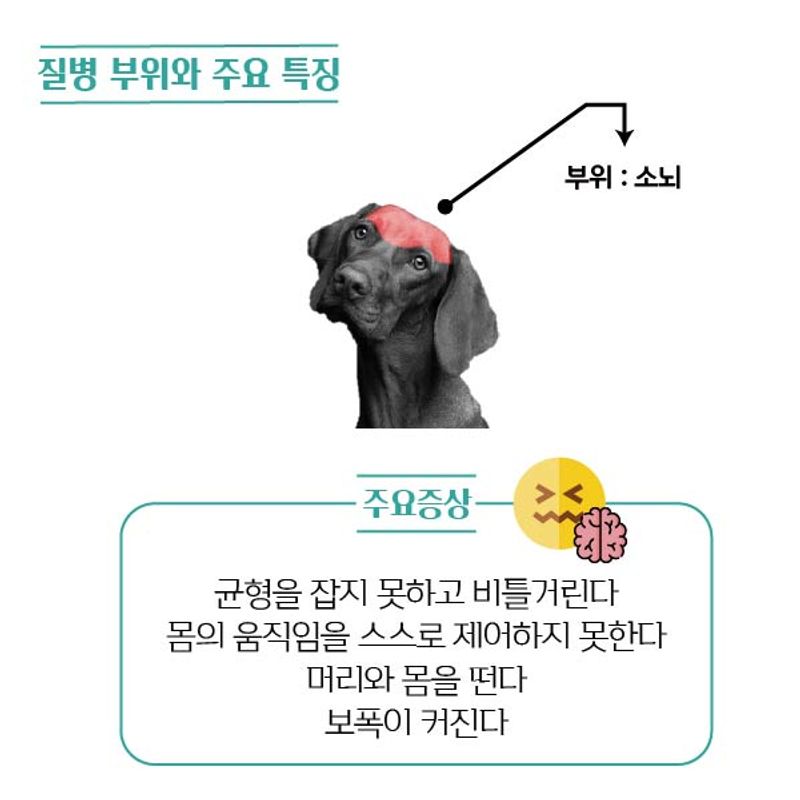 질병 부위와 주요 특징
부위 : 소뇌
주요증상
균형을 잡지 못하고 비틀거린다
몸의 움직임을 스스로 제어하지 못한다
머리와 몸을 떤다
보폭이 커진다